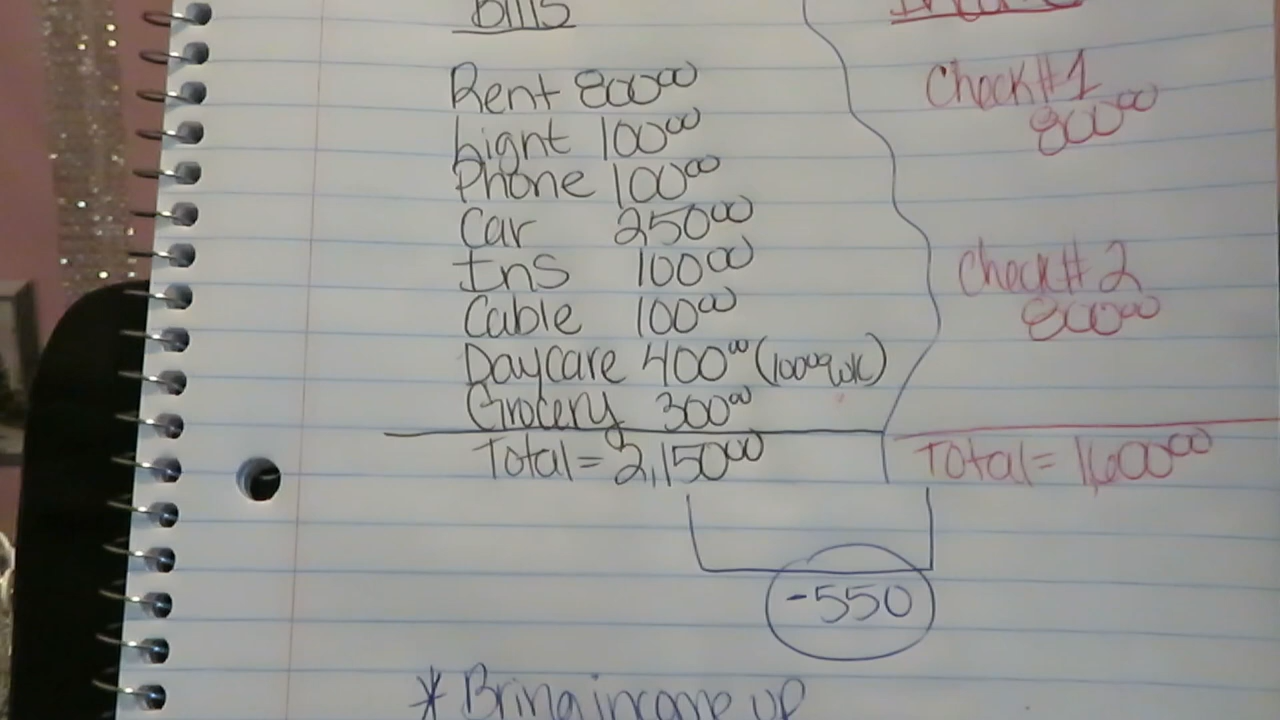 Bills
Rent 800.00
Light 100.00
Phone 100.00
Car 250.00
Ins 100.00
Cable 100.00
Daycare 400.00 (100.00 wk)
Grocery 300.00
Total = 2,150.00
Income
Check #1
800.00
Check # 2
800.00
Total = 1,600.00
-550
* Bring income up